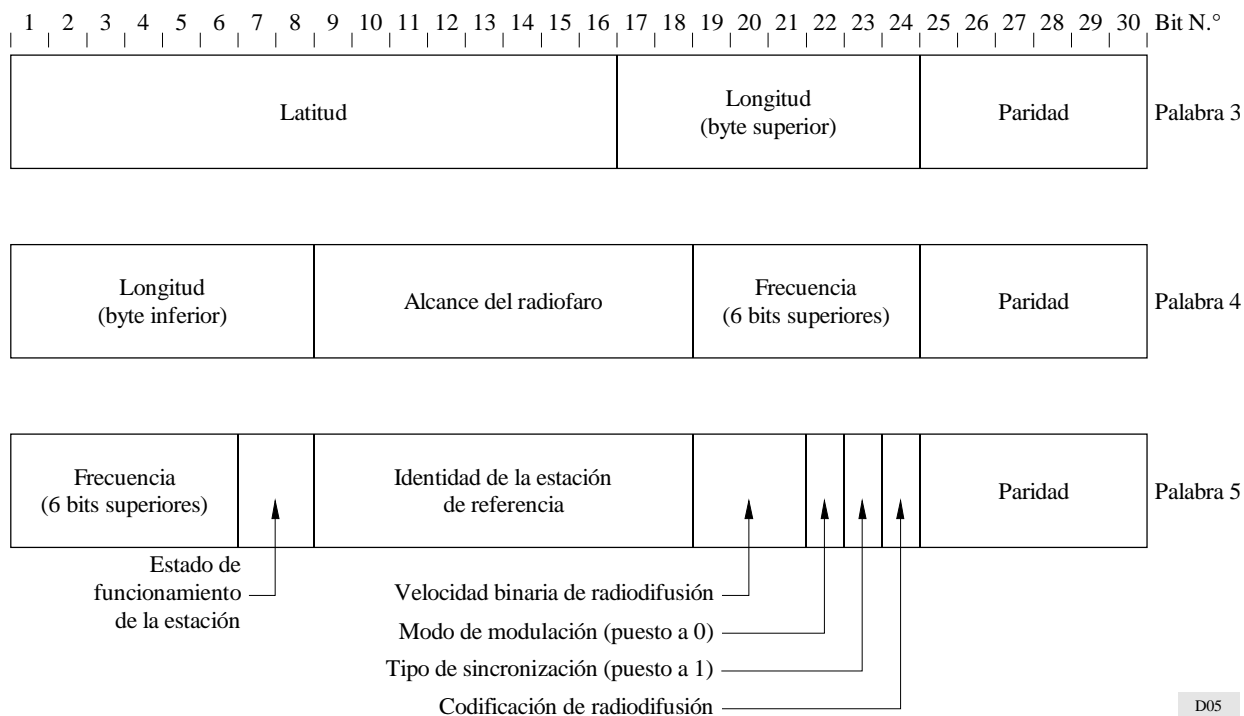 1 2 3 4 5 6 7 8 9 10 11 12 13 14 15 16 17 18 19 20 21 22 23 24 25 26 27 28 29 30 Bit N.°
Latitud
Longitud
(byte superior)
Paridad
Palabra 3
Longitud
(byte inferior)
Alcance del radiofaro
Frecuencia
(6 bits superiores)
Paridad
Palabra 4
Frecuencia
(6 bits superiores)
Identidad de la estación
de referencia
Paridad
Palabra 5
Estado de
funcionamiento
de la estación
Velocidad binaria de radiodifusión
Modo de modulación (puesto a 0)
Tipo de sincronización (puesto a 1)
Codificación de radiodifusión
D05